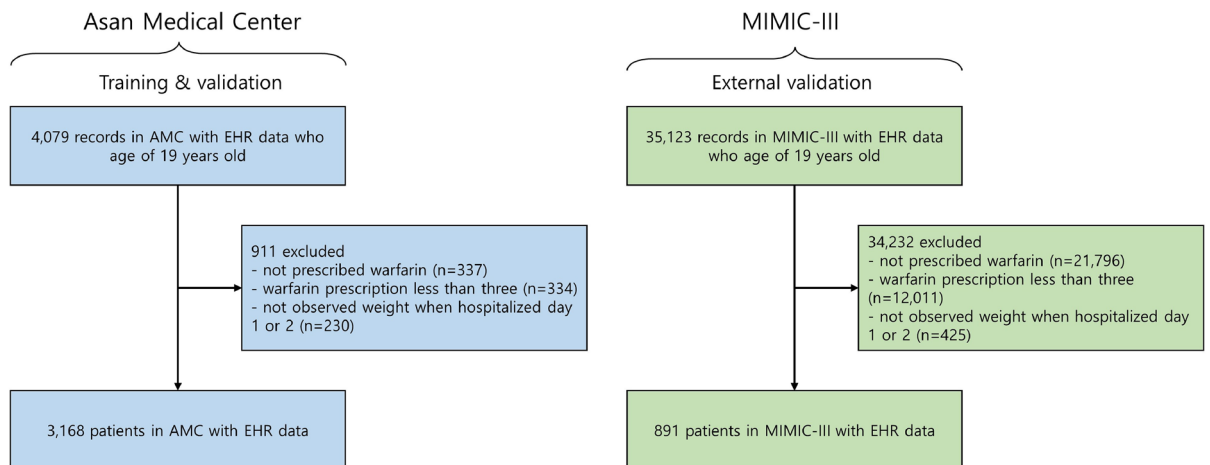 Asan Medical Center
Training & validation
4,079 records in AMC with EHR data who
age of 19 years old
911 excluded
- not prescribed warfarin (n=337)
- warfarin prescription less than three (n=334)
- not observed weight when hospitalized day
1 or 2 (n=230)
3,168 patients in AMC with EHR data
MIMIC-III
External validation
35,123 records in MIMIC-III with EHR data
who age of 19 years old
34,232 excluded
- not prescribed warfarin (n=21,796)
- warfarin prescription less than three
(n=12,011)
- not observed weight when hospitalized day
1 or 2 (n=425)
891 patients in MIMIC-III with EHR data